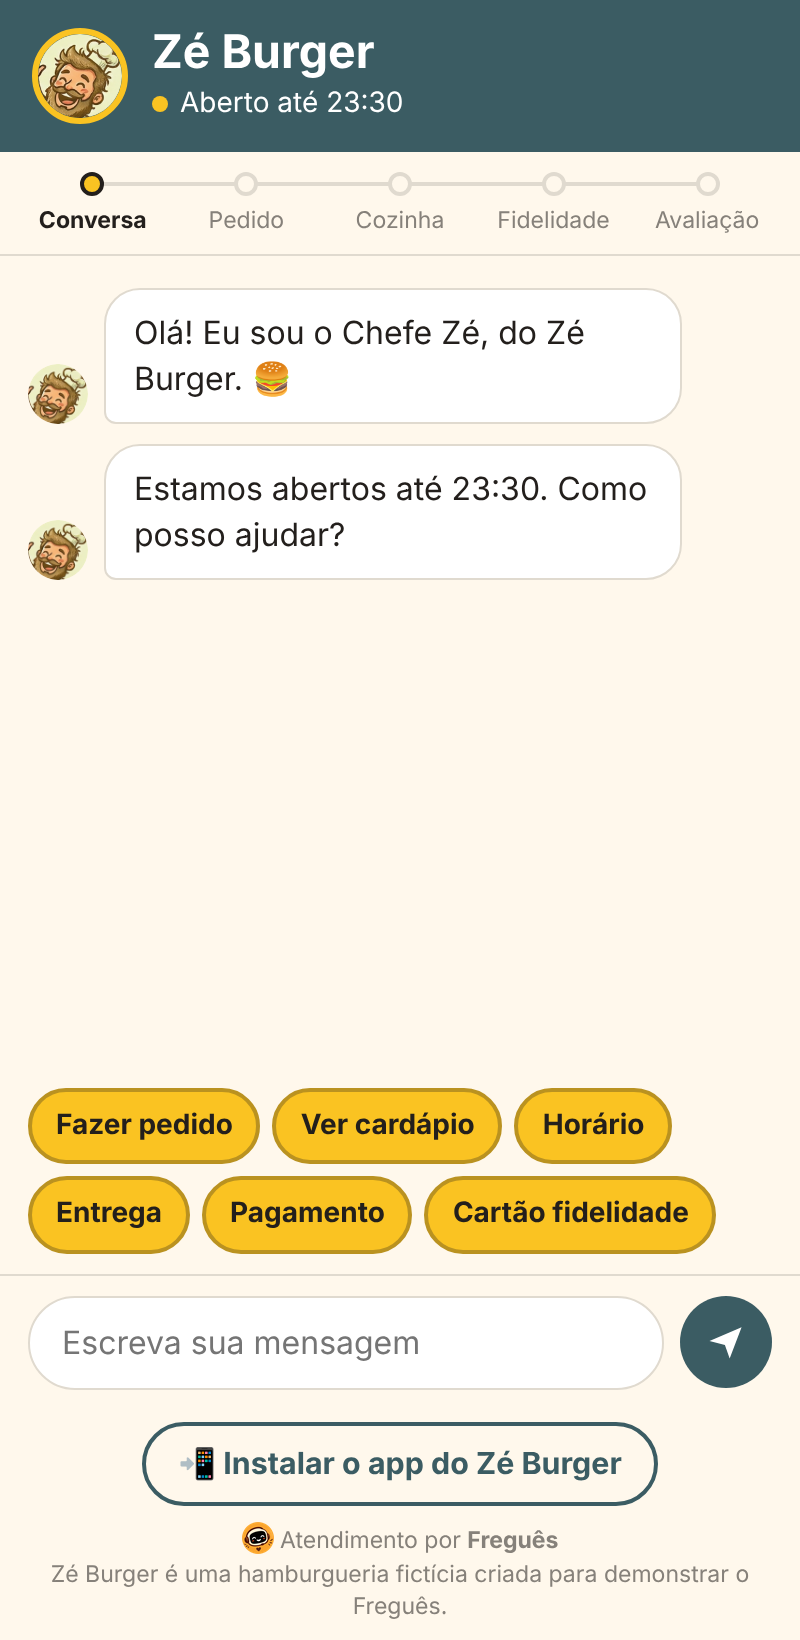 Zé Burger
Aberto até 23:30
Conversa
Pedido
Cozinha
Fidelidade
Avaliação
Olá! Eu sou o Chefe Zé, do Zé
Burger. 🍔
Estamos abertos até 23:30. Como
posso ajudar?
Fazer pedido
Ver cardápio
Horário
Entrega
Pagamento
Cartão fidelidade
Escreva sua mensagem
📲 Instalar o app do Zé Burger
Atendimento por Freguês
Zé Burger é uma hamburgueria fictícia criada para demonstrar o
Freguês.